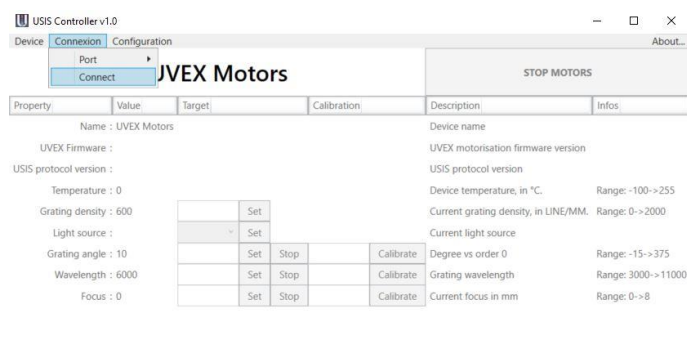 USIS Controller v1.0
Device Connexion Configuration About...
Port
Connect
UVEX Motors STOP MOTORS
Property Value Target Calibration Description Infos
Name : UVEX Motors Device name
UVEX Firmware : UVEX motorisation firmware version
USIS protocol version : USIS protocol version
Temperature : 0 Device temperature, in °C. Range: -100->255
Grating density : 600 Set Current grating density, in LINE/MM. Range: 0->2000
Light source : Set Current light source
Grating angle : 10 Set Stop Calibrate Degree vs order 0 Range: -15->375
Wavelength : 6000 Set Stop Calibrate Grating wavelength Range: 3000->11000
Focus : 0 Set Stop Calibrate Current focus in mm Range: 0->8